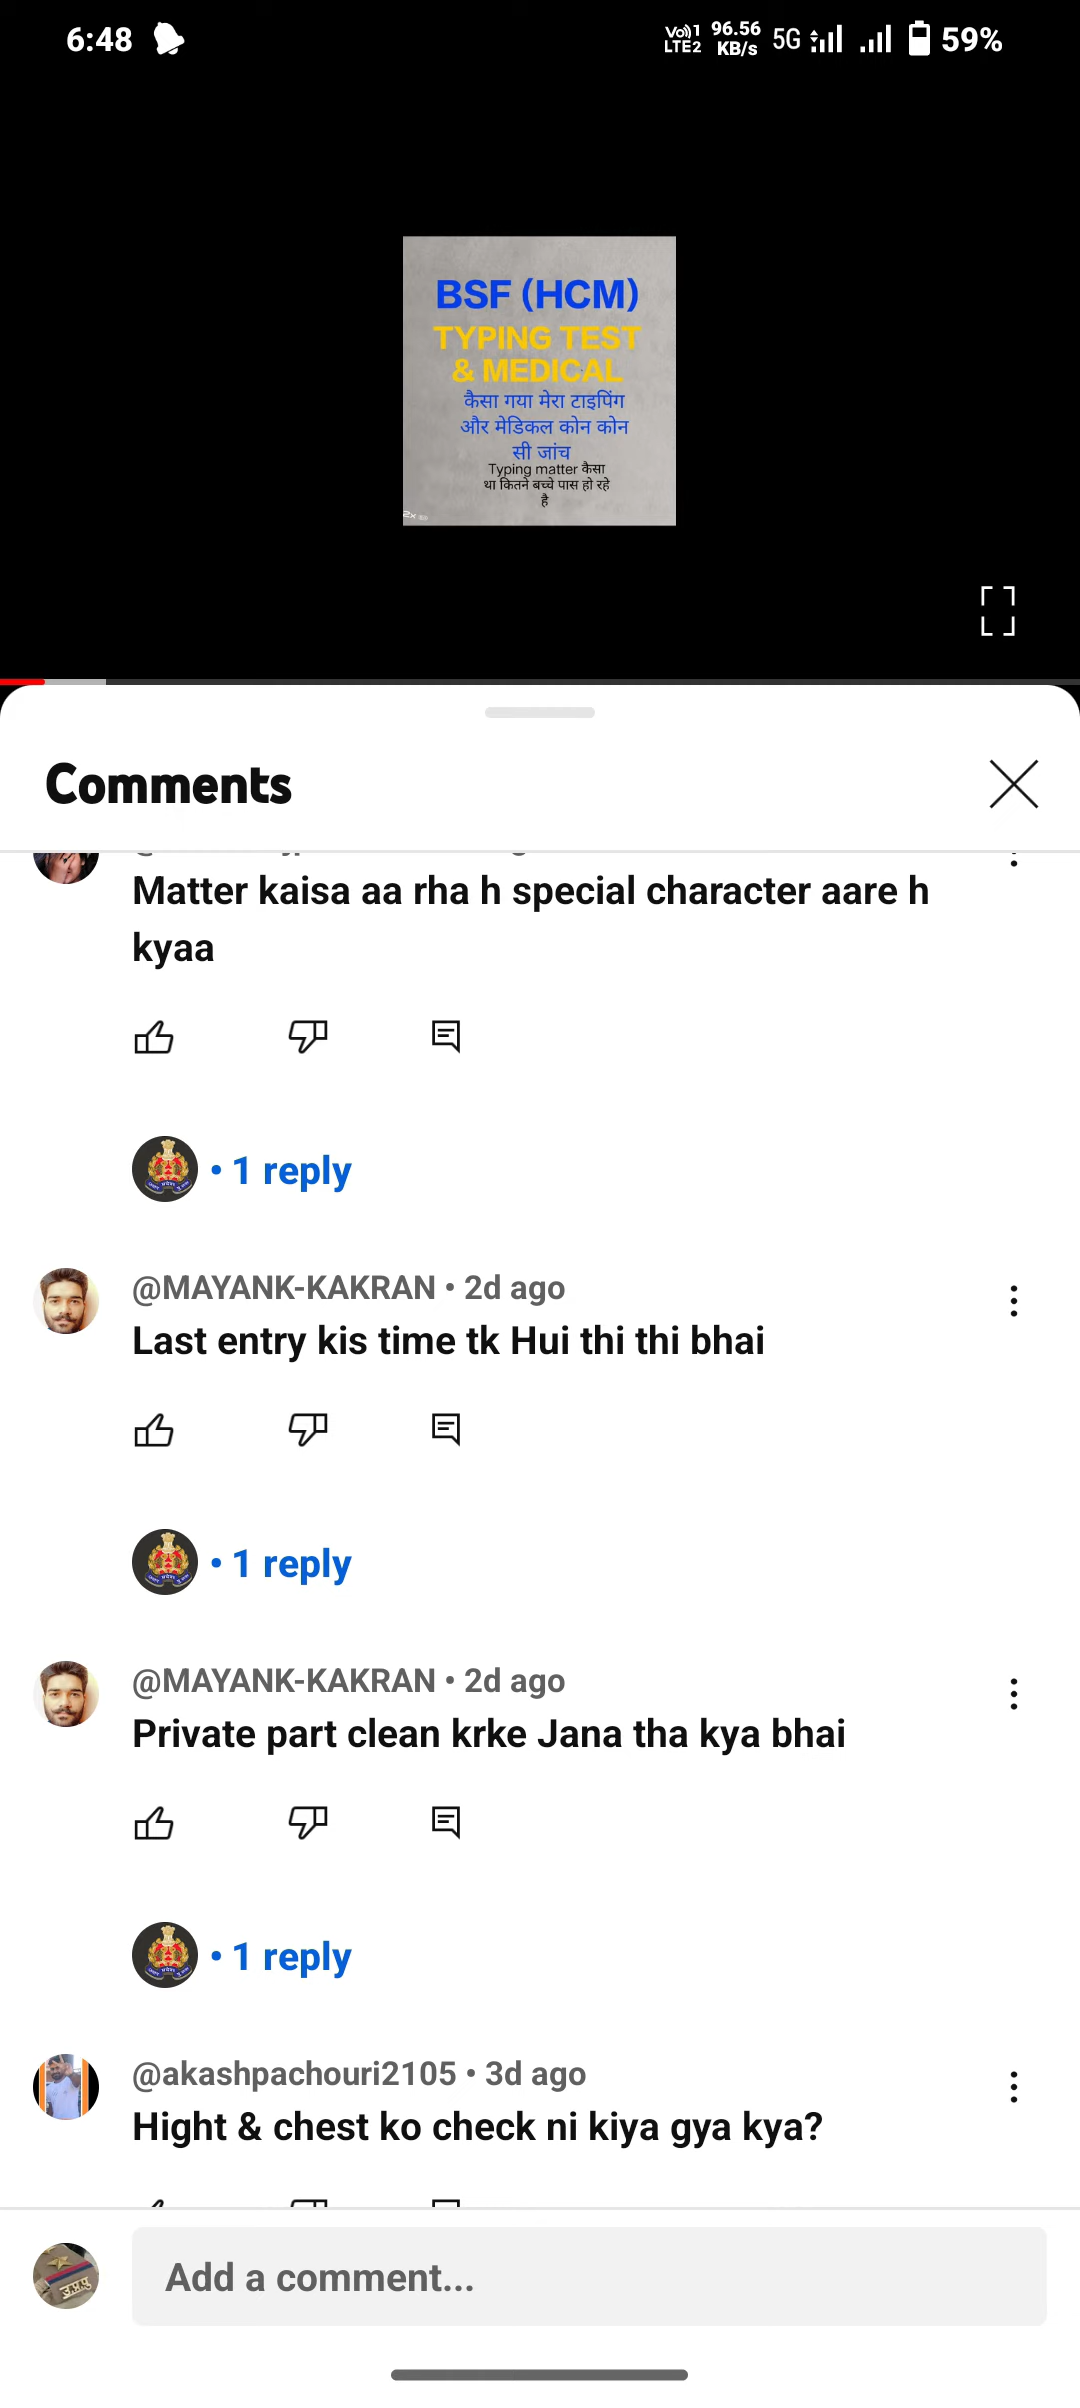 6:48
Vo)) 1 LTE2 96.56 KB/s 5G 59%
BSF (HCM)
TYPING TEST
& MEDICAL
कैसा गया मेरा टाइपिंग
और मेडिकल कोन कोन
सी जांच
Typing matter कैसा
था कितने बच्चे पास हो रहे
है
Comments
Matter kaisa aa rha h special character aare h
kyaa
• 1 reply
@MAYANK-KAKRAN • 2d ago
Last entry kis time tk Hui thi thi bhai
• 1 reply
@MAYANK-KAKRAN • 2d ago
Private part clean krke Jana tha kya bhai
• 1 reply
@akashpachouri2105 • 3d ago
Hight & chest ko check ni kiya gya kya?
Add a comment...